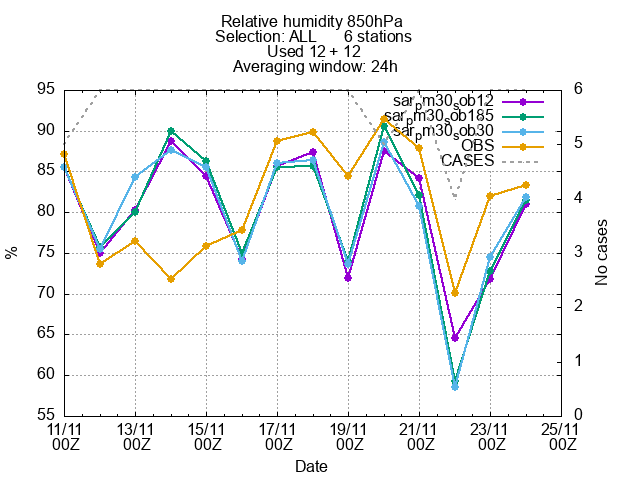 Relative humidity 850hPa
Selection: ALL 6 stations
Used 12 + 12
Averaging window: 24h
95
90
85
80
75
70
65
60
55
%
6
5
4
3
2
1
0
No cases
sarpm30sob12
sarpm30sob185
sarpm30sob30
OBS
CASES
11/11 13/11 15/11 17/11 19/11 21/11 23/11 25/11
00Z 00Z 00Z 00Z 00Z 00Z 00Z 00Z
Date